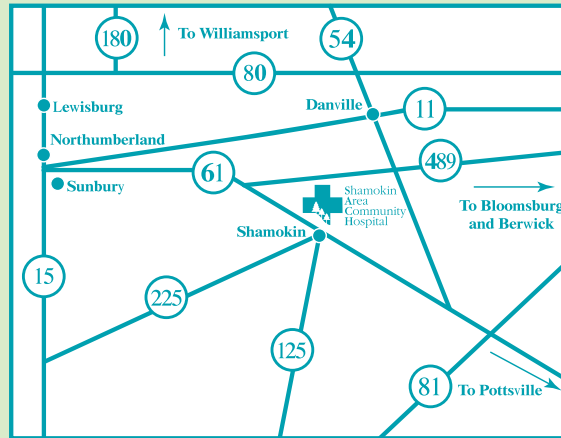 180
To Williamsport
54
80
Lewisburg
Danville
11
Northumberland
61
489
Sunbury
Shamokin
Area
Community
Hospital
To Bloomsburg
and Berwick
Shamokin
15
225
125
81
To Pottsville